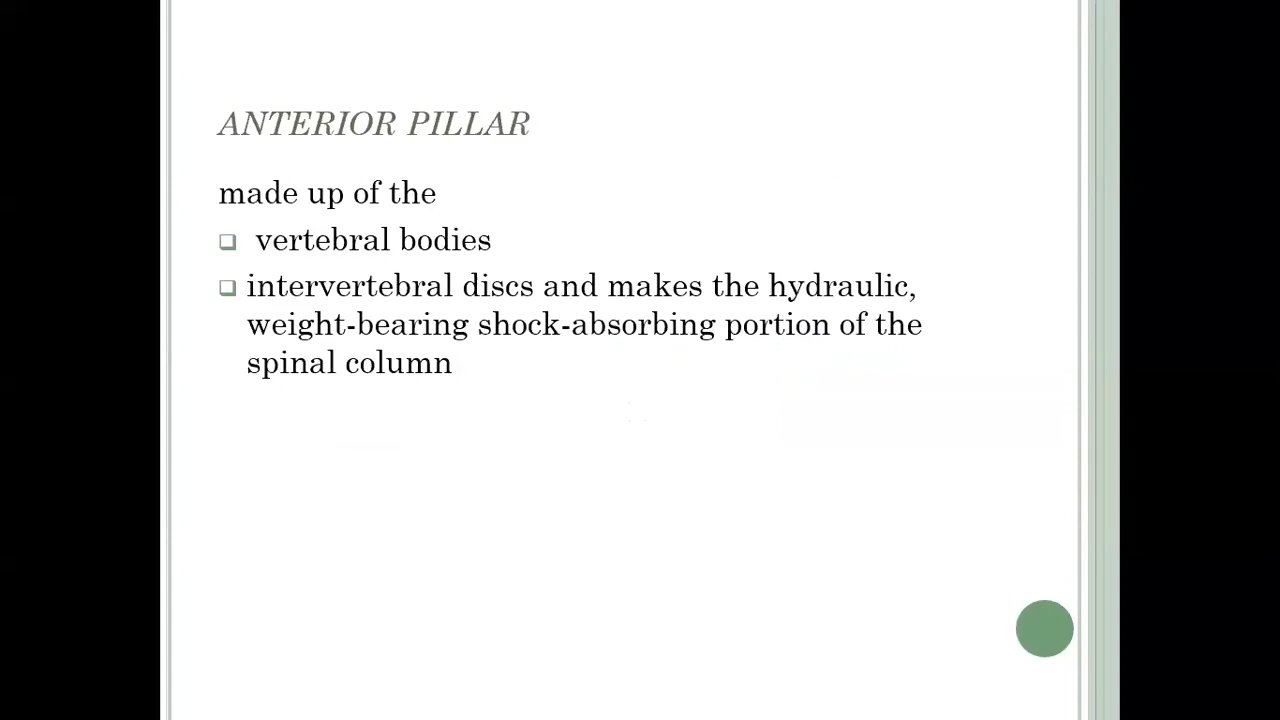 ANTERIOR PILLAR
made up of the
vertebral bodies
intervertebral discs and makes the hydraulic,
weight-bearing shock-absorbing portion of the
spinal column